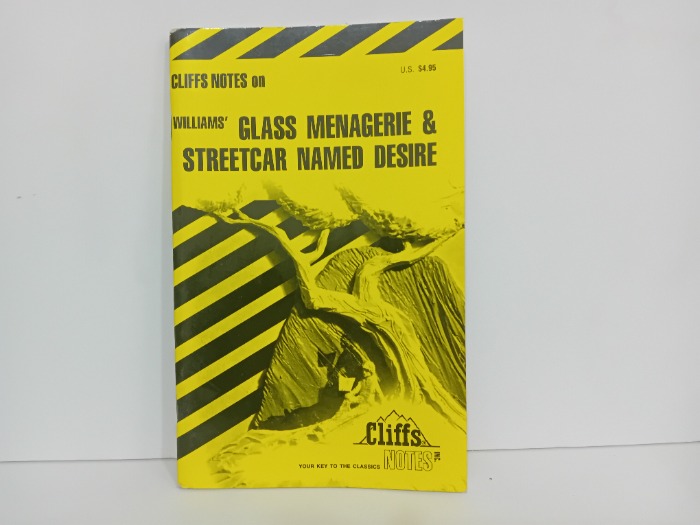 U.S. $4.95
CLIFFS NOTES on
WILLIAMS' GLASS MENAGERIE &
STREETCAR NAMED DESIRE
Cliffs
NOTES INC.
YOUR KEY TO THE CLASSICS